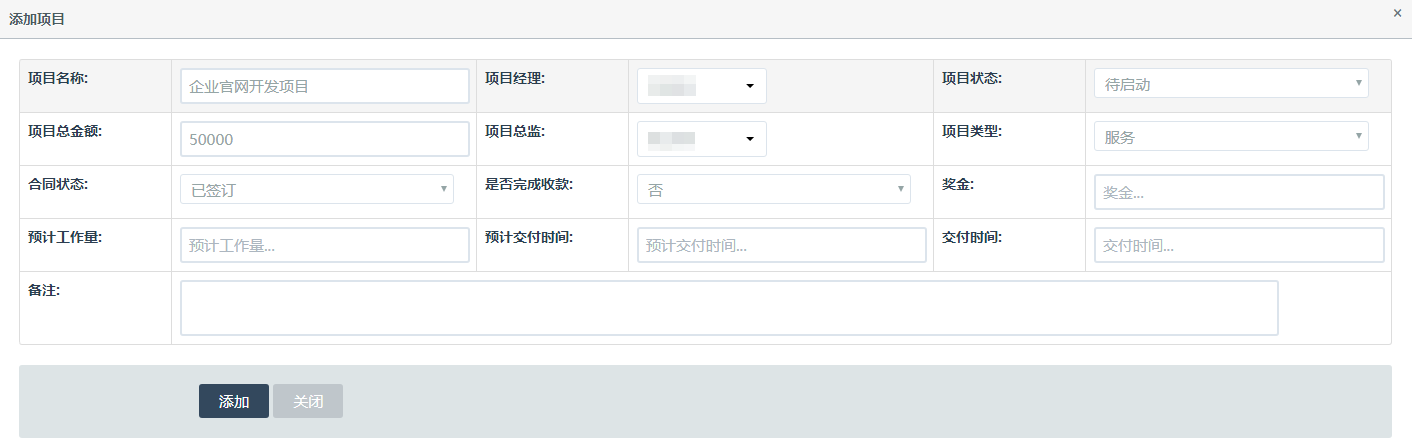 添加项目 ×
项目名称: 企业官网开发项目 项目经理: 项目状态: 待启动
项目总金额: 50000 项目总监: 项目类型: 服务
合同状态: 已签订 是否完成收款: 否 奖金: 奖金...
预计工作量: 预计工作量... 预计交付时间: 预计交付时间... 交付时间: 交付时间...
备注:
添加 关闭